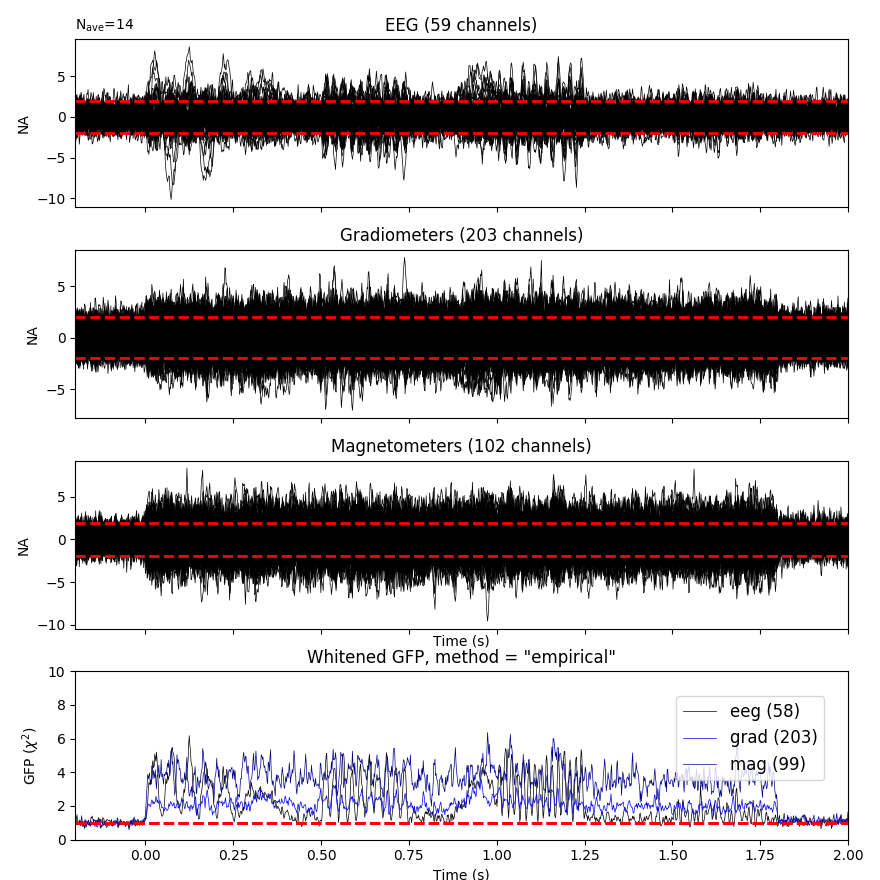 N_ave=14
EEG (59 channels)
5
0
−5
−10
NA
Gradiometers (203 channels)
5
0
−5
NA
Magnetometers (102 channels)
5
0
−5
−10
NA
Time (s)
Whitened GFP, method = "empirical"
10
8
6
4
2
0
GFP (χ²)
eeg (58)
grad (203)
mag (99)
0.00 0.25 0.50 0.75 1.00 1.25 1.50 1.75 2.00
Time (s)